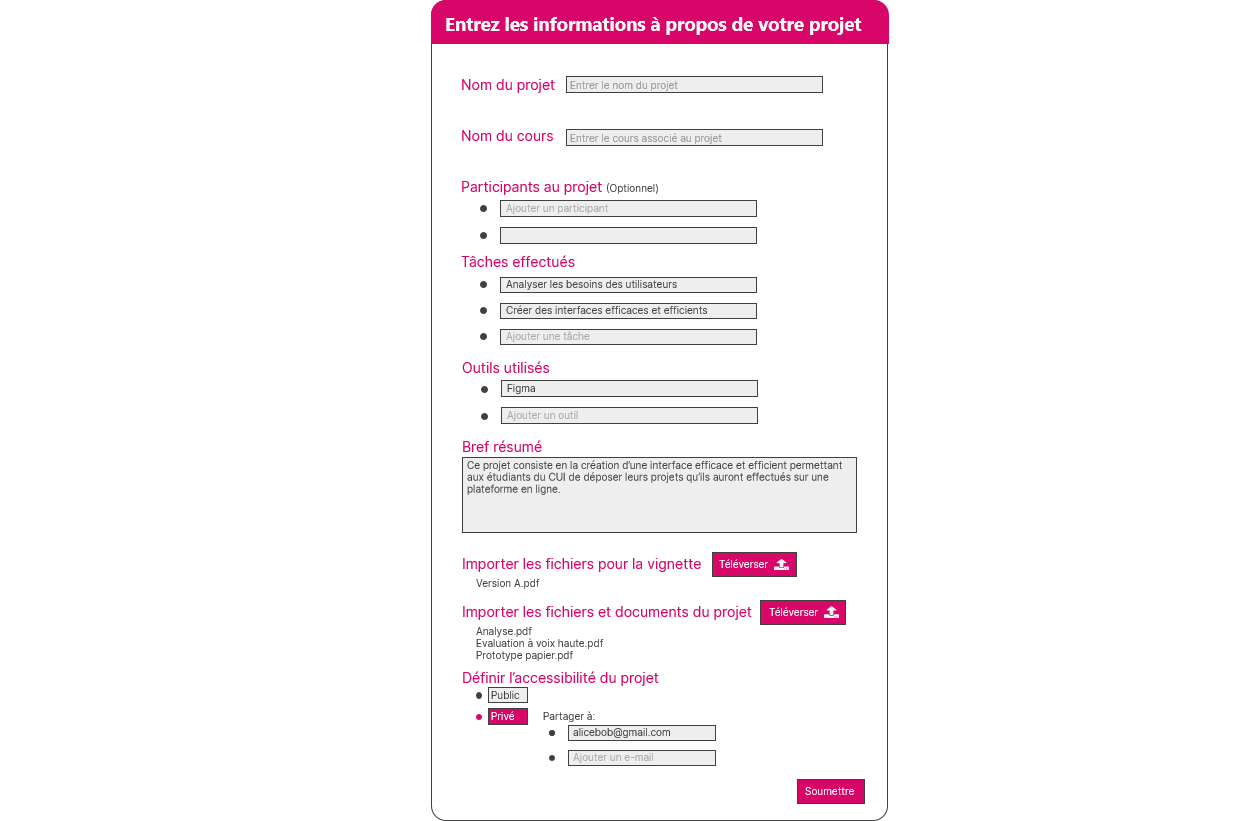 Entrez les informations à propos de votre projet
Nom du projet Entrer le nom du projet
Nom du cours Entrer le cours associé au projet
Participants au projet (Optionnel)
Ajouter un participant
Tâches effectués
Analyser les besoins des utilisateurs
Créer des interfaces efficaces et efficients
Ajouter une tâche
Outils utilisés
Figma
Ajouter un outil
Bref résumé
Ce projet consiste en la création d’une interface efficace et efficient permettant
aux étudiants du CUI de déposer leurs projets qu’ils auront effectués sur une
plateforme en ligne.
Importer les fichiers pour la vignette Téléverser
Version A.pdf
Importer les fichiers et documents du projet Téléverser
Analyse.pdf
Evaluation à voix haute.pdf
Prototype papier.pdf
Définir l’accessibilité du projet
Public
Privé Partager à:
alicebob@gmail.com
Ajouter un e-mail
Soumettre